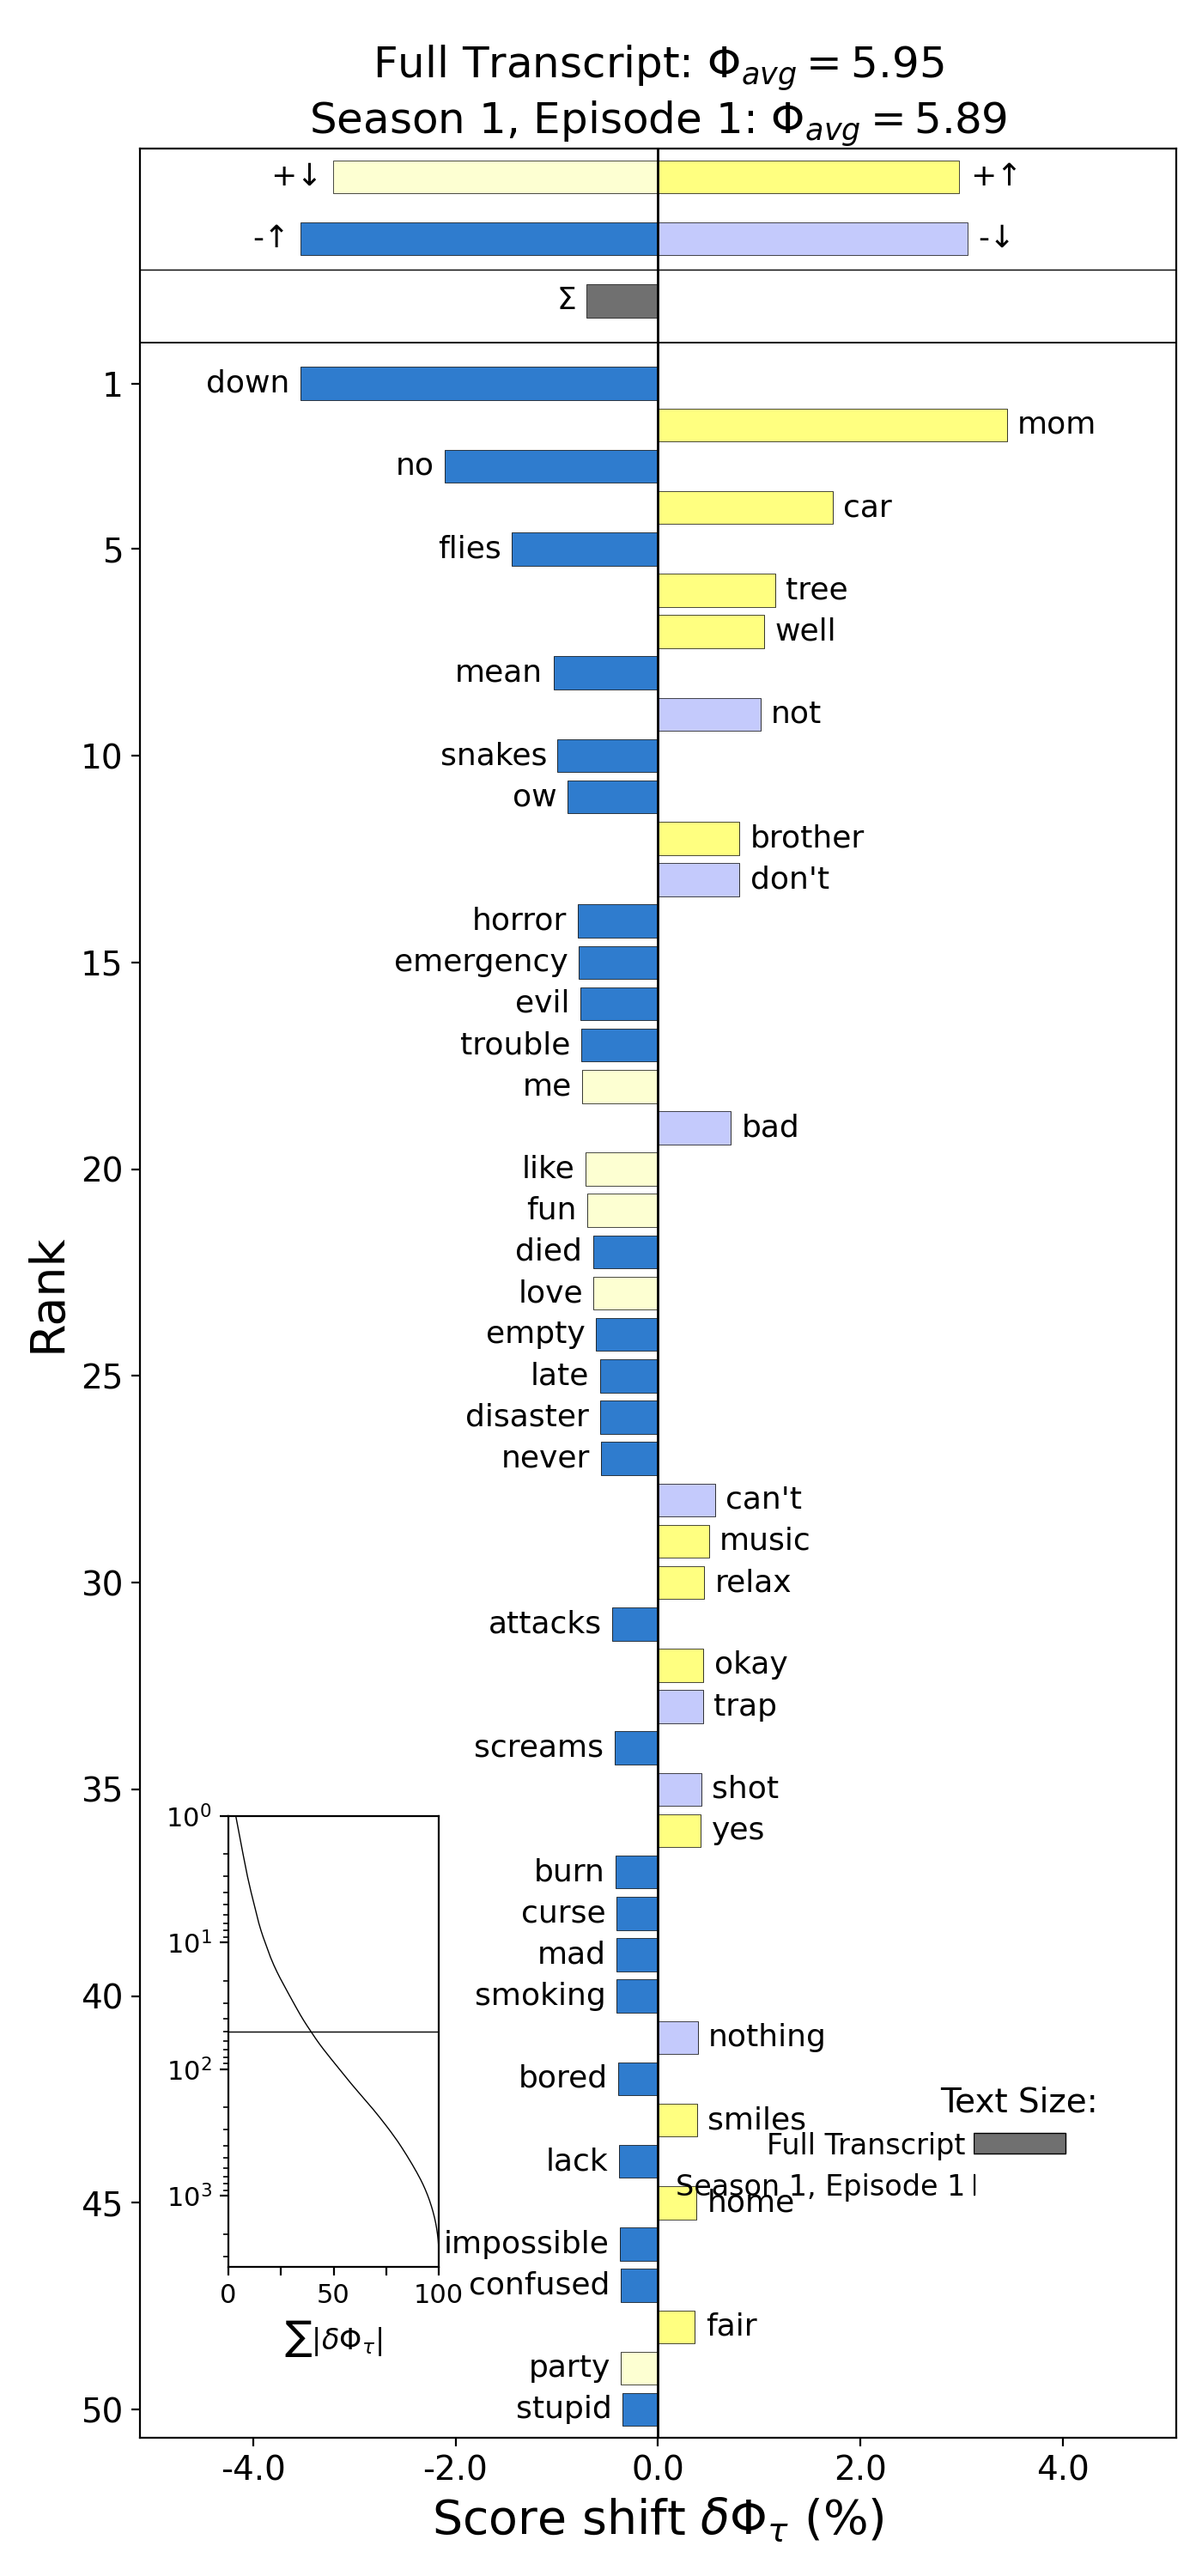 Full Transcript: Φavg = 5.95
Season 1, Episode 1: Φavg = 5.89
+↓
+↑
-↑
-↓
Σ
1
down
mom
no
car
5
flies
tree
well
mean
not
10
snakes
ow
brother
don't
horror
15
emergency
evil
trouble
me
bad
20
like
fun
died
love
empty
25
late
disaster
never
can't
music
30
relax
attacks
okay
trap
screams
35
shot
yes
burn
curse
mad
40
smoking
nothing
bored
smiles
lack
45
home
impossible
confused
fair
party
50
stupid
Rank
Text Size:
Full Transcript
Season 1, Episode 1
10⁰
10¹
10²
10³
0 50 100
∑|δΦτ|
-4.0 -2.0 0.0 2.0 4.0
Score shift δΦτ (%)